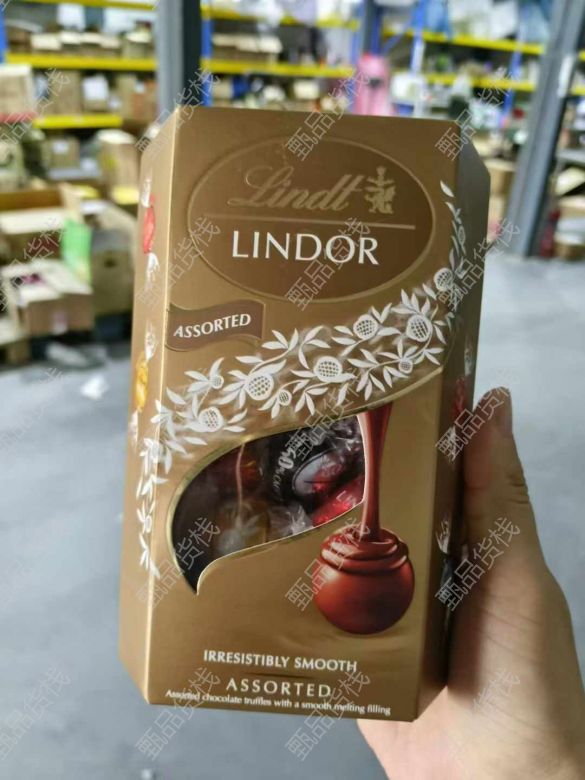 Lindt
LINDOR
ASSORTED
IRRESISTIBLY SMOOTH
ASSORTED
Assorted chocolate truffles with a smooth melting filling
甄品货栈